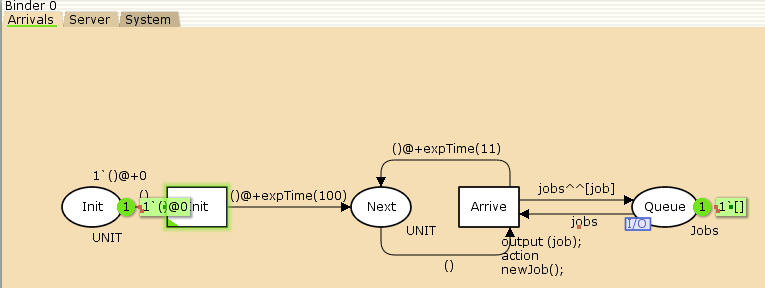 Binder 0
Arrivals Server System
()@+expTime(11)
1`()@+0
()
()@+expTime(100)
jobs^^[job]
Init
1
1`()@0
nit
Next
Arrive
Queue
1
1`[]
jobs
I/O
UNIT
UNIT
Jobs
output (job);
action
newJob();
()